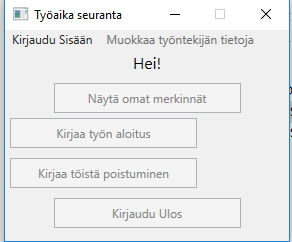 Työaika seuranta
Kirjaudu Sisään Muokkaa työntekijän tietoja
Hei!
Näytä omat merkinnät
Kirjaa työn aloitus
Kirjaa töistä poistuminen
Kirjaudu Ulos